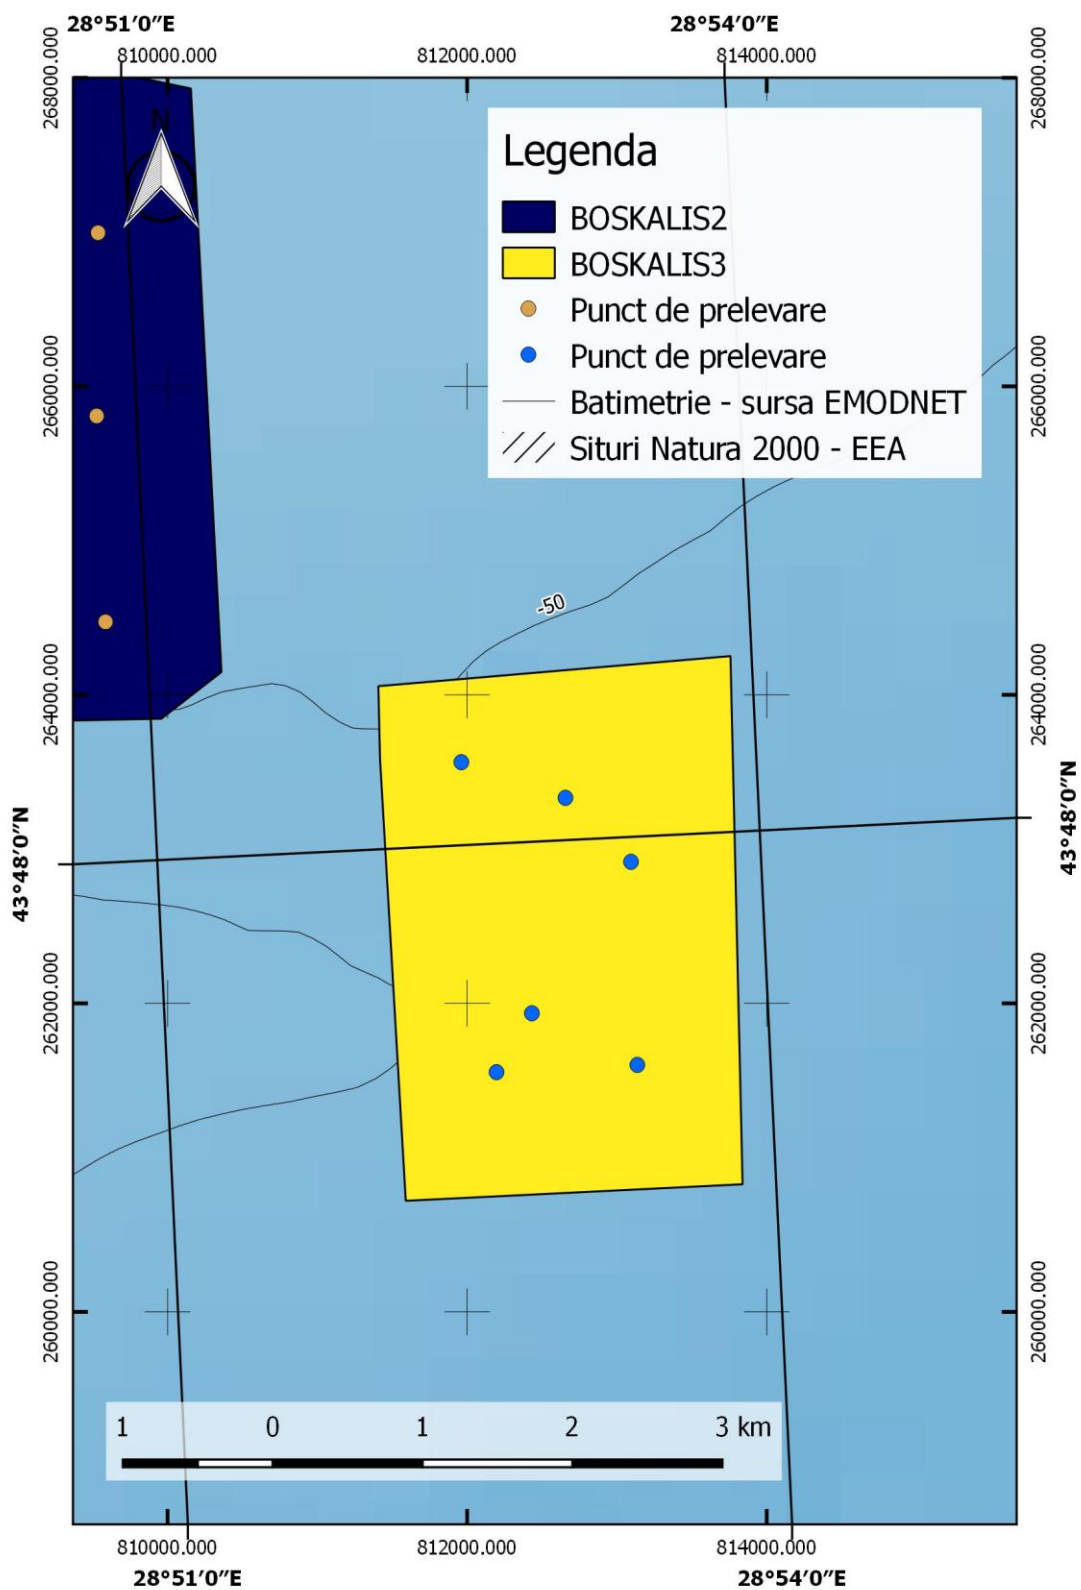 28°51′0″E 28°54′0″E
810000.000 812000.000 814000.000
268000.000 268000.000
N
Legenda
BOSKALIS2
BOSKALIS3
Punct de prelevare
Punct de prelevare
Batimetrie - sursa EMODNET
Situri Natura 2000 - EEA
266000.000 266000.000
-50
264000.000 264000.000
43°48′0″N 43°48′0″N
262000.000 262000.000
260000.000 260000.000
1 0 1 2 3 km
810000.000 812000.000 814000.000
28°51′0″E 28°54′0″E